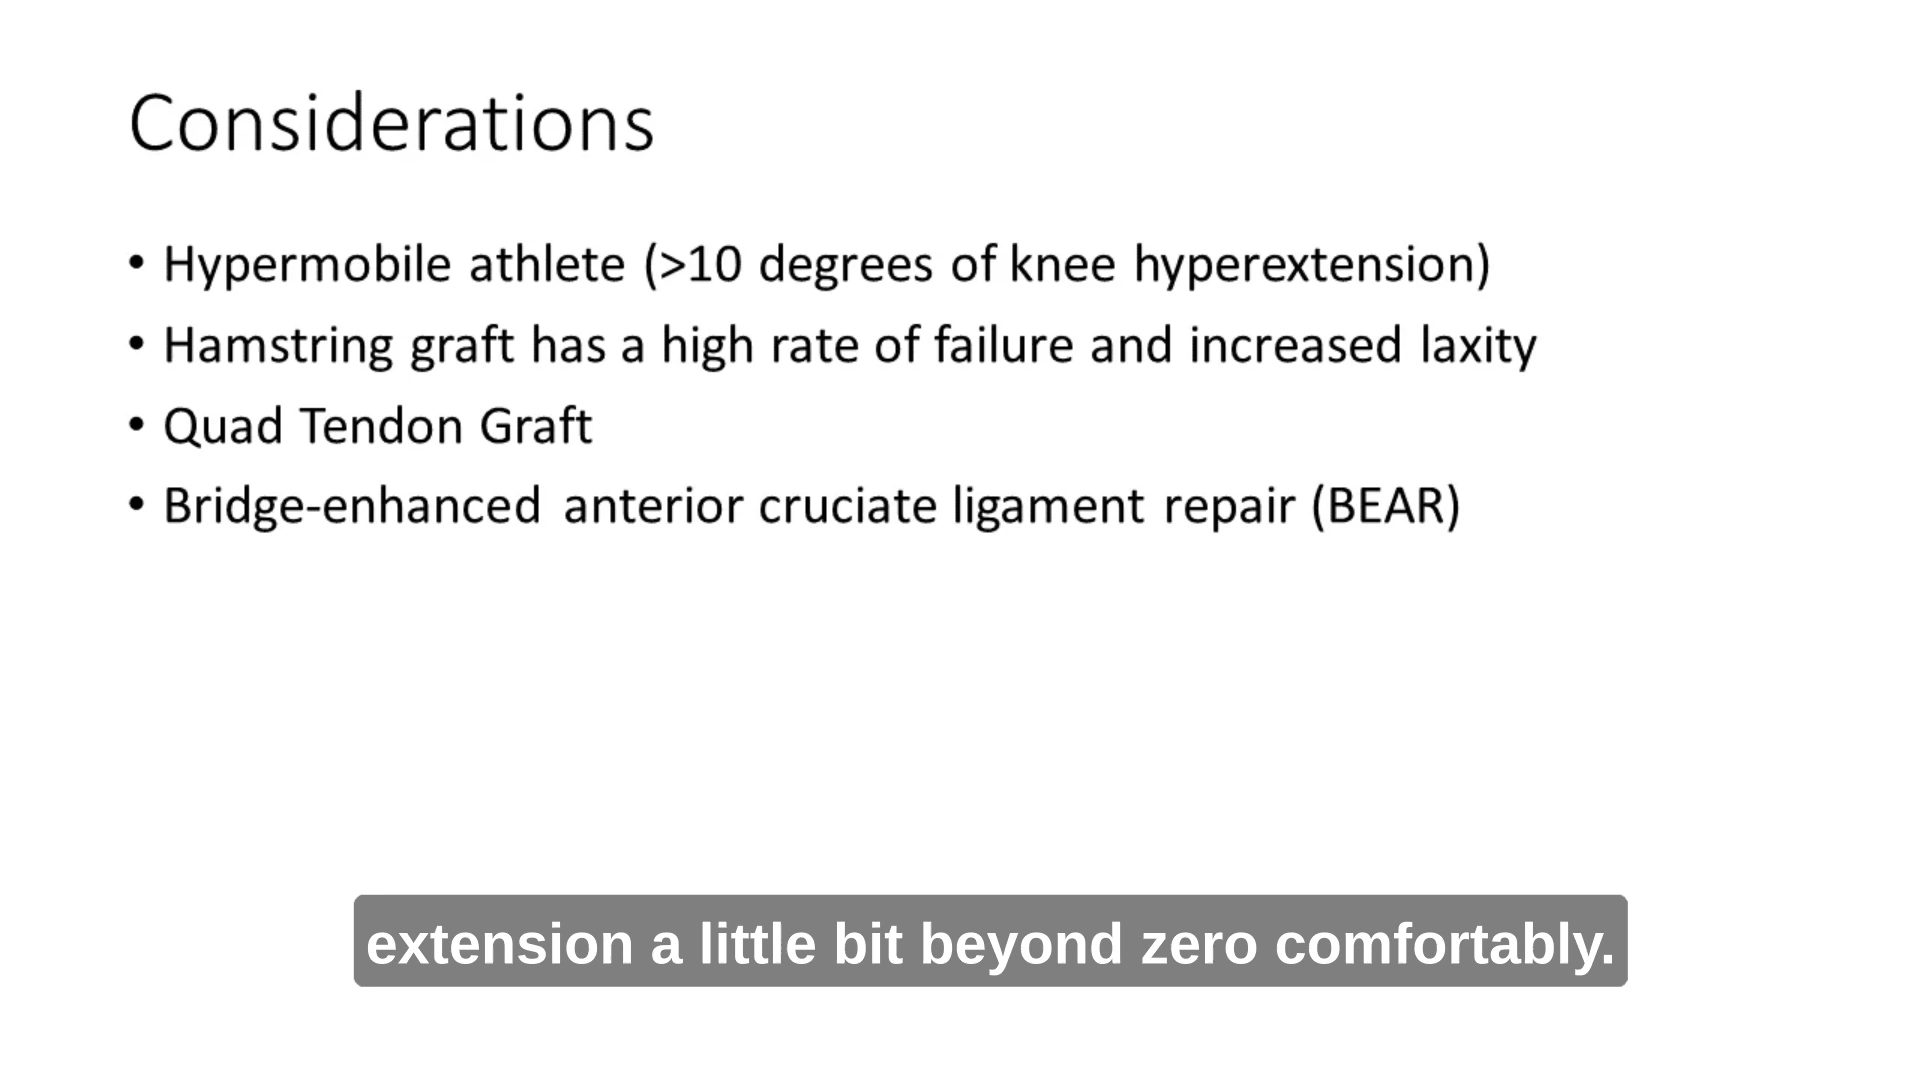 Considerations
• Hypermobile athlete (>10 degrees of knee hyperextension)
• Hamstring graft has a high rate of failure and increased laxity
• Quad Tendon Graft
• Bridge-enhanced anterior cruciate ligament repair (BEAR)
extension a little bit beyond zero comfortably.